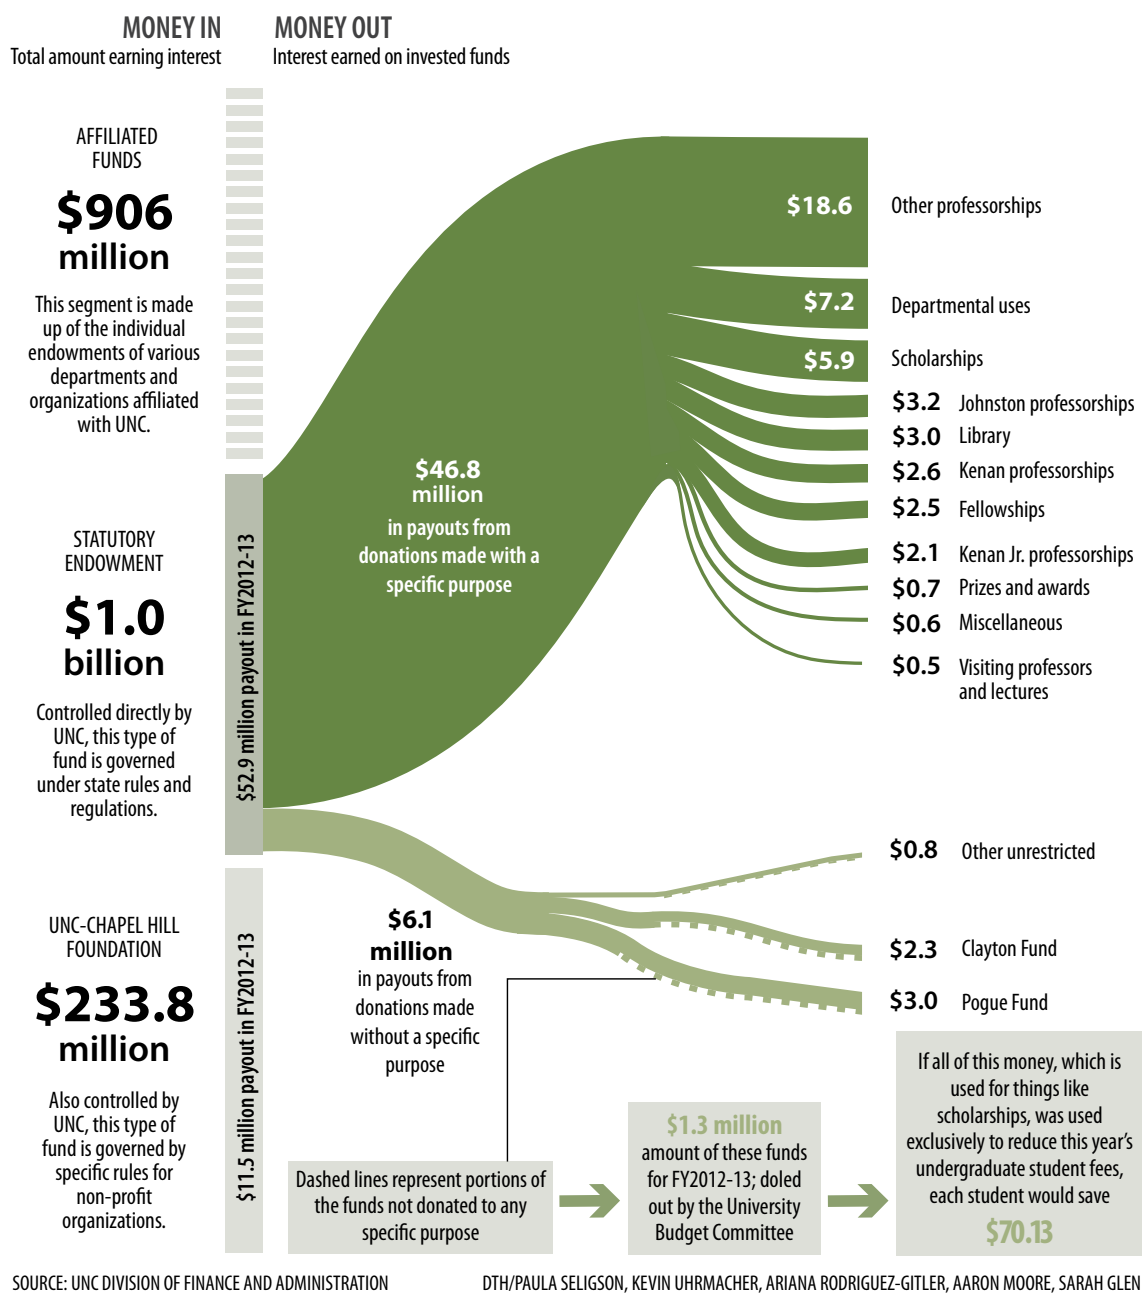 MONEY IN
Total amount earning interest
MONEY OUT
Interest earned on invested funds
AFFILIATED
FUNDS
$906
million
This segment is made
up of the individual
endowments of various
departments and
organizations affiliated
with UNC.
STATUTORY
ENDOWMENT
$1.0
billion
Controlled directly by
UNC, this type of
fund is governed
under state rules and
regulations.
UNC-CHAPEL HILL
FOUNDATION
$233.8
million
Also controlled by
UNC, this type of
fund is governed by
specific rules for
non-profit
organizations.
$52.9 million payout in FY2012-13
$11.5 million payout in FY2012-13
$46.8
million
in payouts from
donations made with a
specific purpose
$18.6 Other professorships
$7.2 Departmental uses
$5.9 Scholarships
$3.2 Johnston professorships
$3.0 Library
$2.6 Kenan professorships
$2.5 Fellowships
$2.1 Kenan Jr. professorships
$0.7 Prizes and awards
$0.6 Miscellaneous
$0.5 Visiting professors
and lectures
$6.1
million
in payouts from
donations made
without a specific
purpose
$0.8 Other unrestricted
$2.3 Clayton Fund
$3.0 Pogue Fund
Dashed lines represent portions of
the funds not donated to any
specific purpose
$1.3 million
amount of these funds
for FY2012-13; doled
out by the University
Budget Committee
If all of this money, which is
used for things like
scholarships, was used
exclusively to reduce this year's
undergraduate student fees,
each student would save
$70.13
SOURCE: UNC DIVISION OF FINANCE AND ADMINISTRATION
DTH/PAULA SELIGSON, KEVIN UHRMACHER, ARIANA RODRIGUEZ-GITLER, AARON MOORE, SARAH GLEN